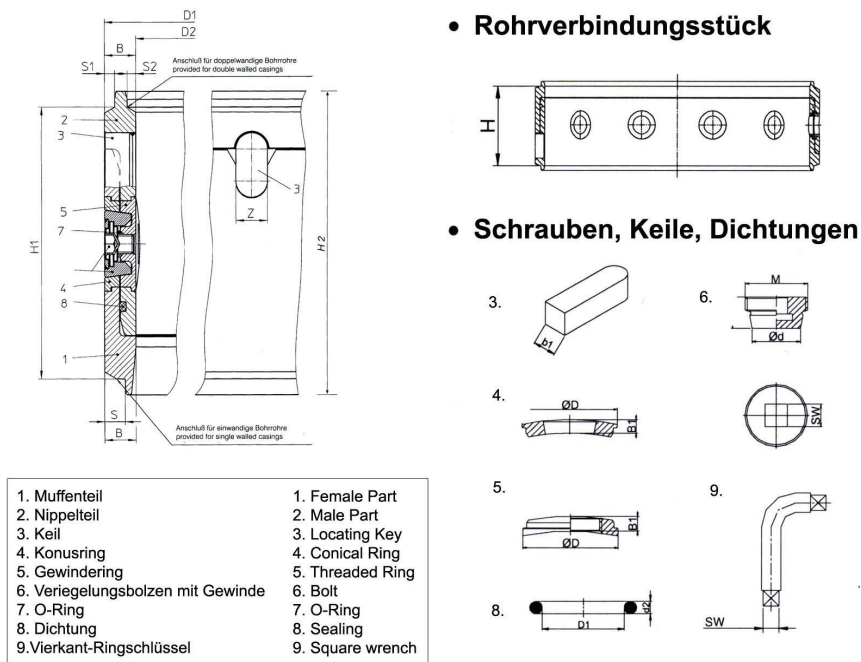 D1
B
D2
S1
S2
Anschluß für doppelwandige Bohrrohre
provided for double walled casings
2
3
5
7
4
8
1
H1
3
Z
H2
S
B
Anschluß für einwandige Bohrrohre
provided for single walled casings
1. Muffenteil
2. Nippelteil
3. Keil
4. Konusring
5. Gewindering
6. Veriegelungsbolzen mit Gewinde
7. O-Ring
8. Dichtung
9.Vierkant-Ringschlüssel
1. Female Part
2. Male Part
3. Locating Key
4. Conical Ring
5. Threaded Ring
6. Bolt
7. O-Ring
8. Sealing
9. Square wrench
• Rohrverbindungsstück
H
• Schrauben, Keile, Dichtungen
3.
b1
6.
M
Ød
4.
ØD
B1
SW
5.
B1
ØD
9.
8.
d2
D1
SW